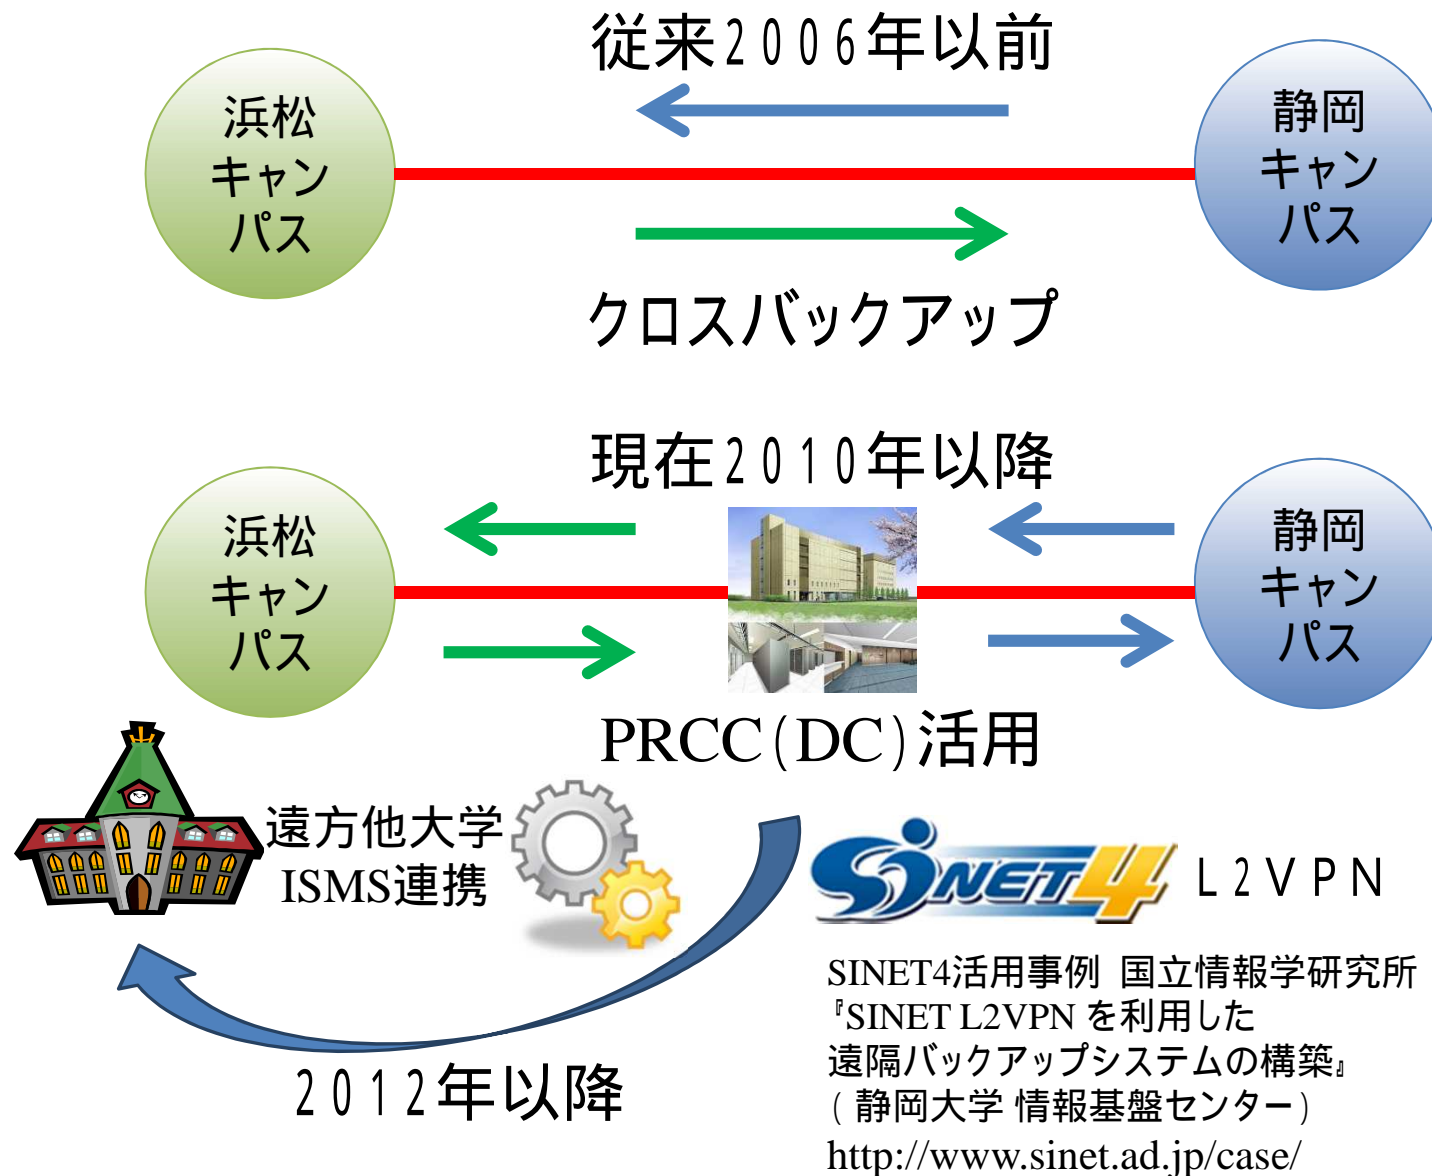 従来2006年以前
浜松
キャン
パス
静岡
キャン
パス
クロスバックアップ
現在2010年以降
浜松
キャン
パス
静岡
キャン
パス
PRCC(DC)活用
遠方他大学
ISMS連携
SINET4
L2VPN
2012年以降
SINET4活用事例 国立情報学研究所
『SINET L2VPN を利用した
遠隔バックアップシステムの構築』
(静岡大学 情報基盤センター)
http://www.sinet.ad.jp/case/